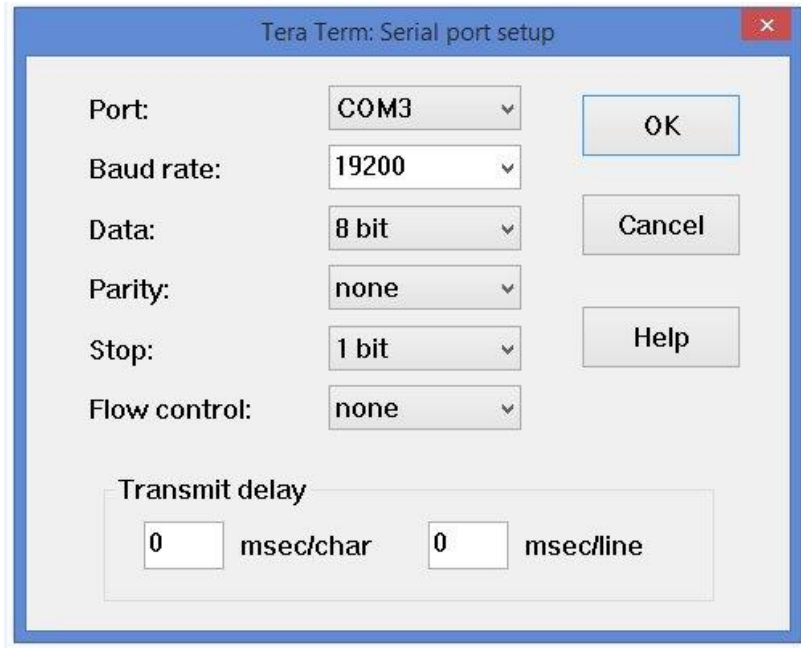 Tera Term: Serial port setup
Port: COM3
OK
Baud rate: 19200
Data: 8 bit
Cancel
Parity: none
Stop: 1 bit
Help
Flow control: none
Transmit delay
0 msec/char 0 msec/line